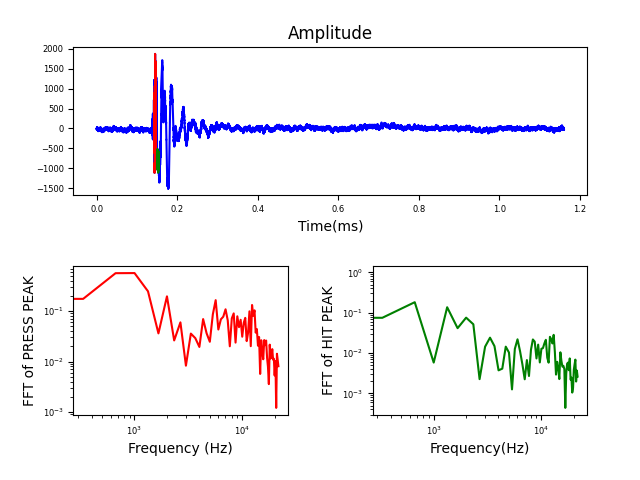 Amplitude
2000
1500
1000
500
0
−500
−1000
−1500
0.0 0.2 0.4 0.6 0.8 1.0 1.2
Time(ms)
FFT of PRESS PEAK
10⁻¹
10⁻²
10⁻³
10³ 10⁴
Frequency (Hz)
FFT of HIT PEAK
10⁰
10⁻¹
10⁻²
10⁻³
10³ 10⁴
Frequency(Hz)